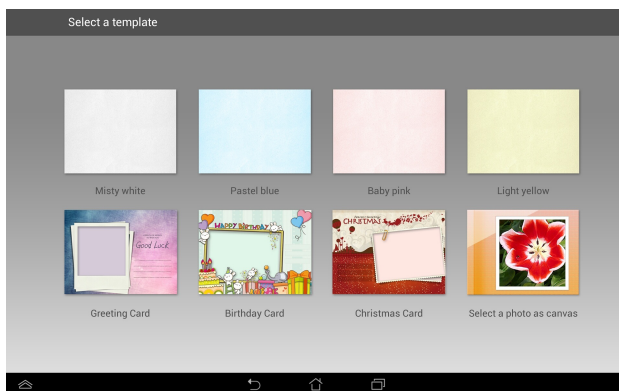 Select a template
Misty white
Pastel blue
Baby pink
Light yellow
Good Luck
HAPPY BIRTHDAY
CHRISTMAS
Greeting Card
Birthday Card
Christmas Card
Select a photo as canvas